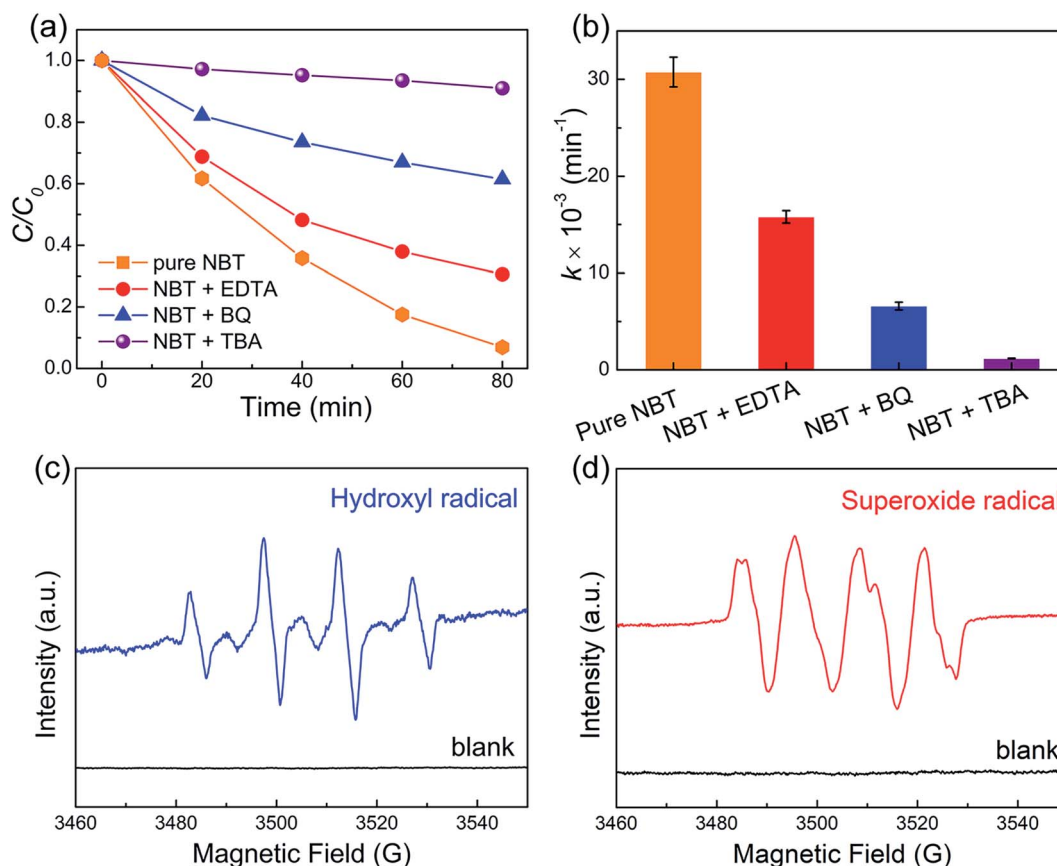 (a)
1.0
0.8
0.6
0.4
0.2
0.0
C/C0
pure NBT
NBT + EDTA
NBT + BQ
NBT + TBA
0 20 40 60 80
Time (min)
(b)
30
20
10
0
k × 10⁻³ (min⁻¹)
Pure NBT
NBT + EDTA
NBT + BQ
NBT + TBA
(c)
Hydroxyl radical
Intensity (a.u.)
blank
3460 3480 3500 3520 3540
Magnetic Field (G)
(d)
Superoxide radical
Intensity (a.u.)
blank
3460 3480 3500 3520 3540
Magnetic Field (G)